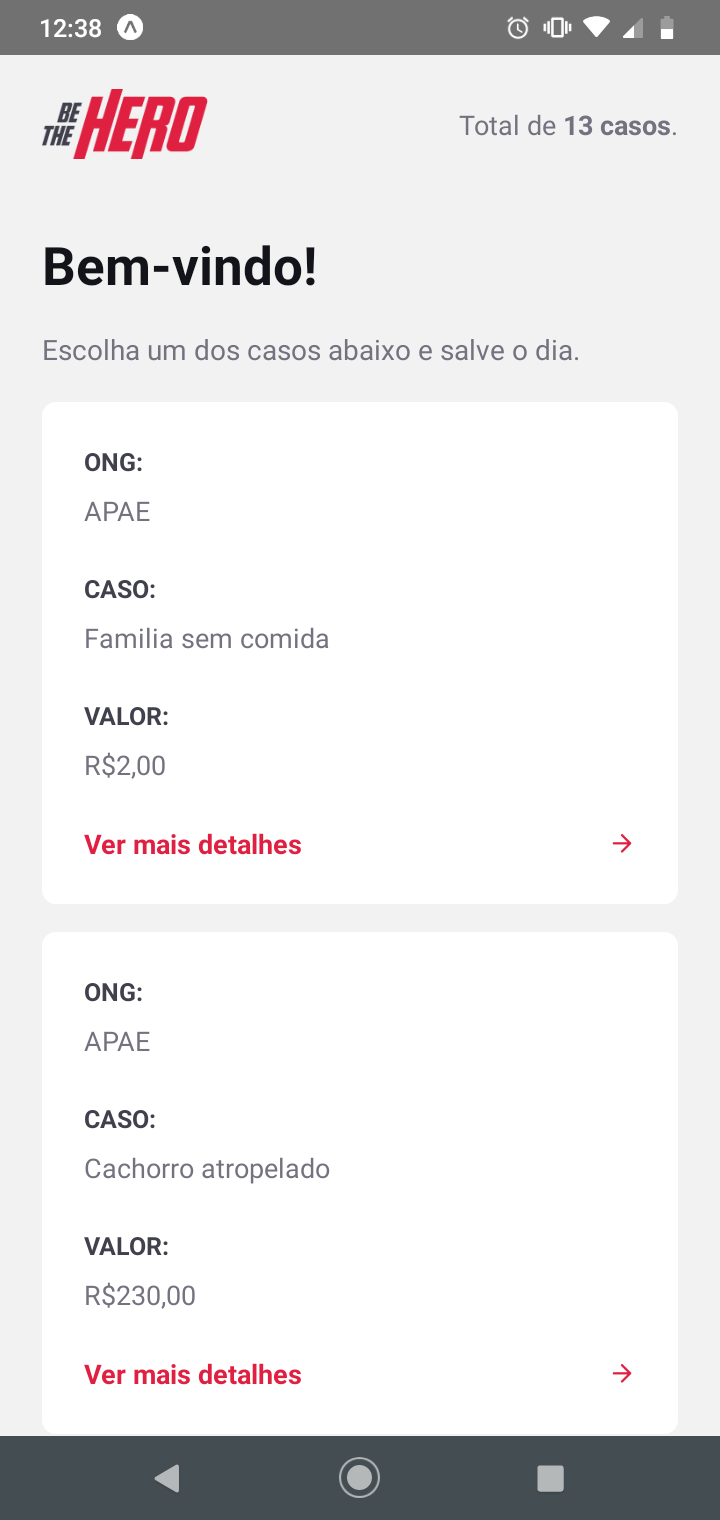 12:38
BE THE HERO
Total de 13 casos.
Bem-vindo!
Escolha um dos casos abaixo e salve o dia.
ONG:
APAE
CASO:
Familia sem comida
VALOR:
R$2,00
Ver mais detalhes
ONG:
APAE
CASO:
Cachorro atropelado
VALOR:
R$230,00
Ver mais detalhes